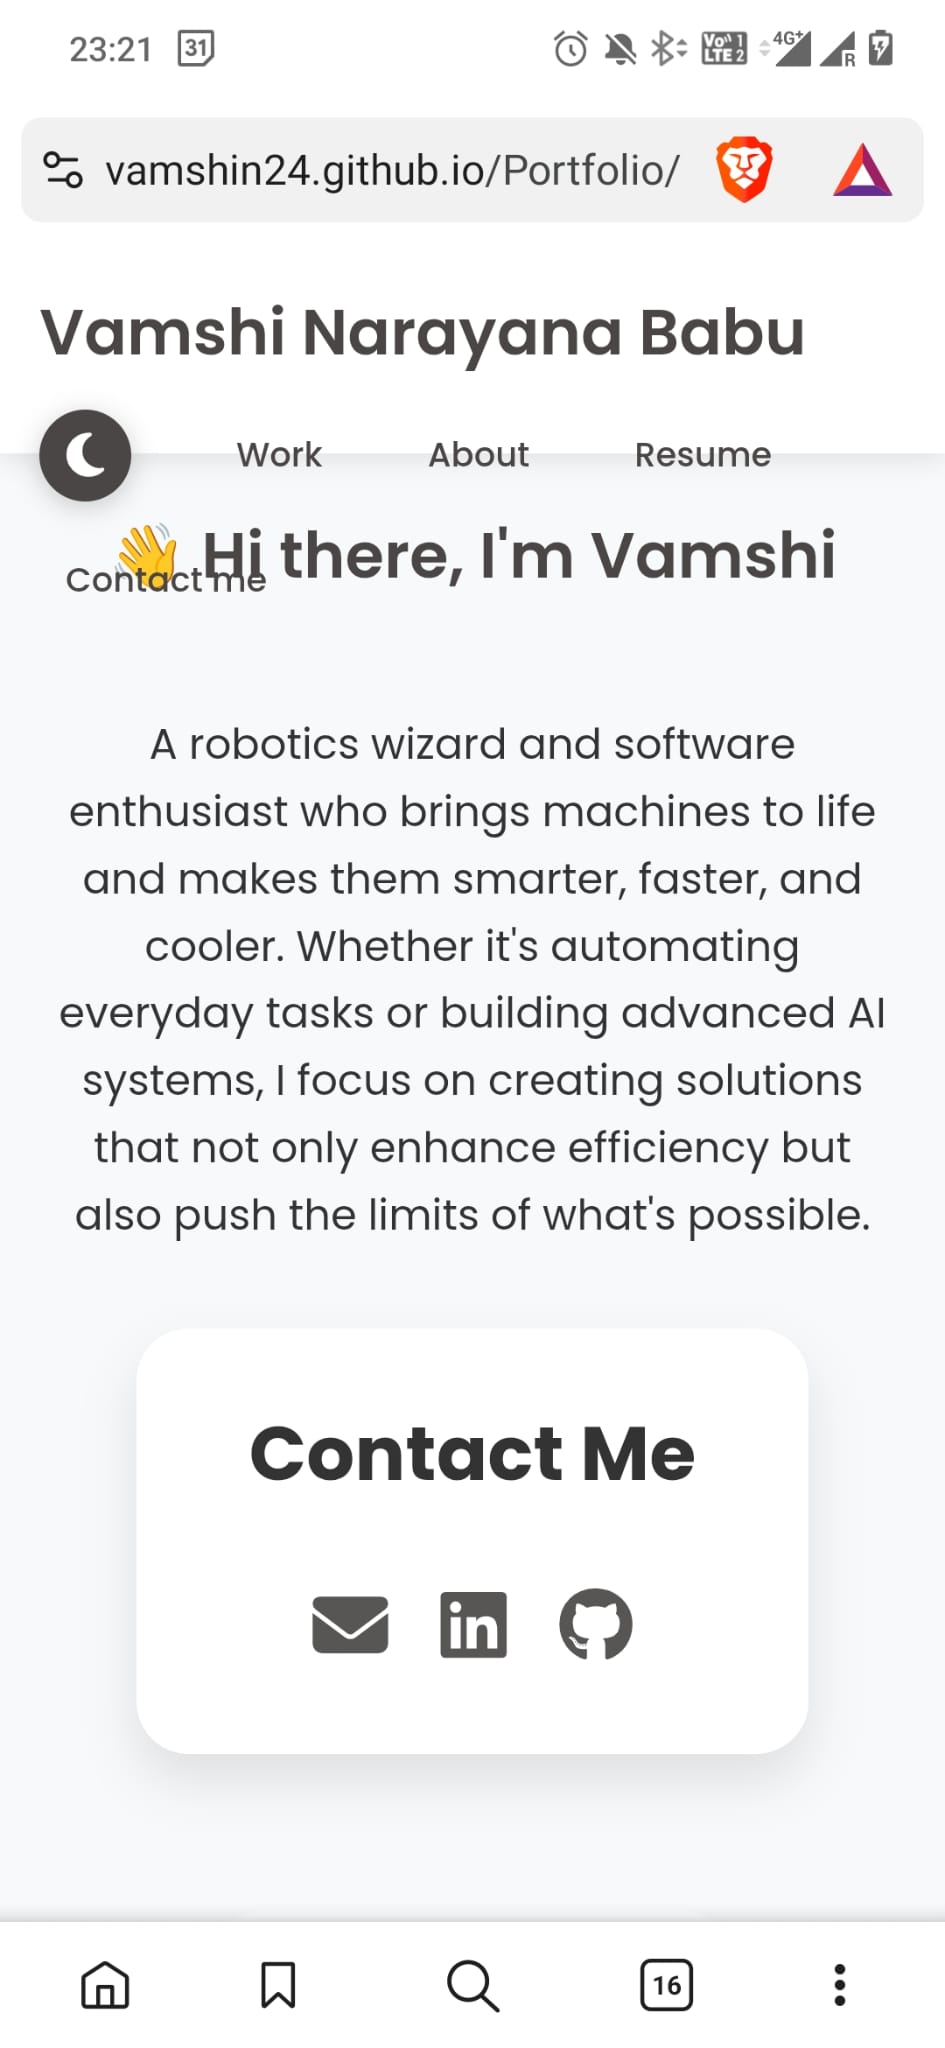 23:21
31
Vo 1
LTE 2
4G+
R
vamshin24.github.io/Portfolio/
Vamshi Narayana Babu
Work About Resume
👋 Hi there, I'm Vamshi
Contact me
A robotics wizard and software
enthusiast who brings machines to life
and makes them smarter, faster, and
cooler. Whether it's automating
everyday tasks or building advanced AI
systems, I focus on creating solutions
that not only enhance efficiency but
also push the limits of what's possible.
Contact Me
in
16